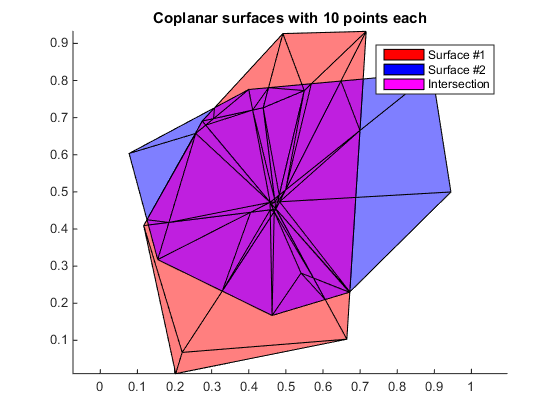 Coplanar surfaces with 10 points each
Surface #1
Surface #2
Intersection
0.9
0.8
0.7
0.6
0.5
0.4
0.3
0.2
0.1
0 0.1 0.2 0.3 0.4 0.5 0.6 0.7 0.8 0.9 1